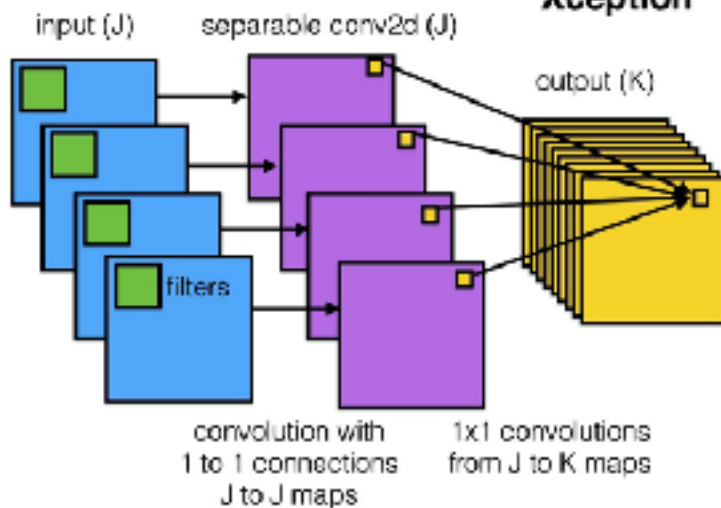 Xception
input (J)
separable conv2d (J)
output (K)
filters
convolution with
1 to 1 connections
J to J maps
1x1 convolutions
from J to K maps